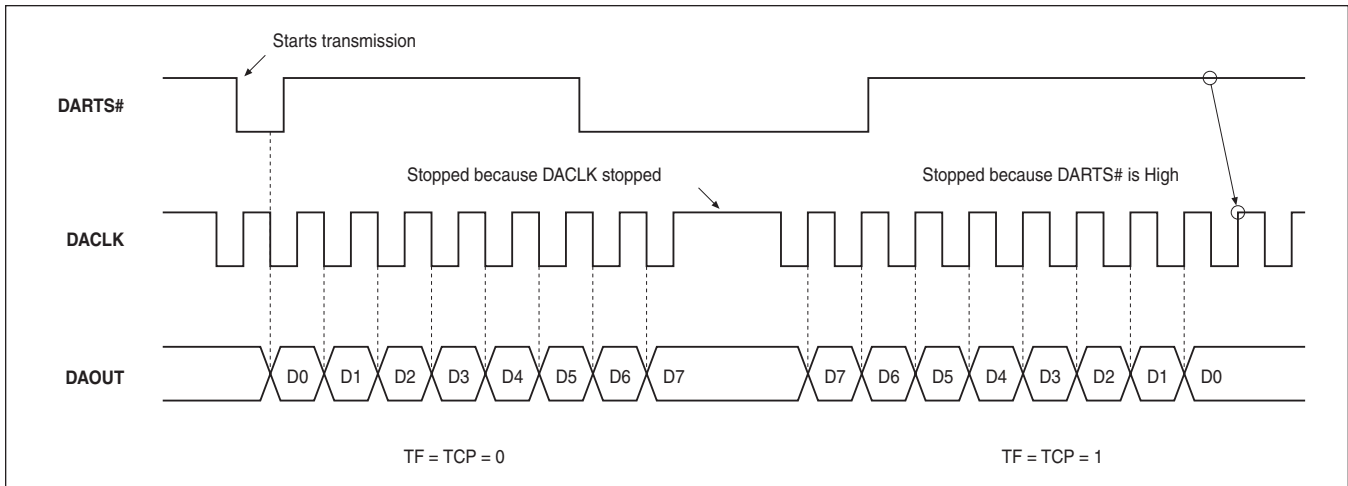 Starts transmission
DARTS#
Stopped because DACLK stopped
Stopped because DARTS# is High
DACLK
DAOUT
D0 D1 D2 D3 D4 D5 D6 D7 D7 D6 D5 D4 D3 D2 D1 D0
TF = TCP = 0
TF = TCP = 1